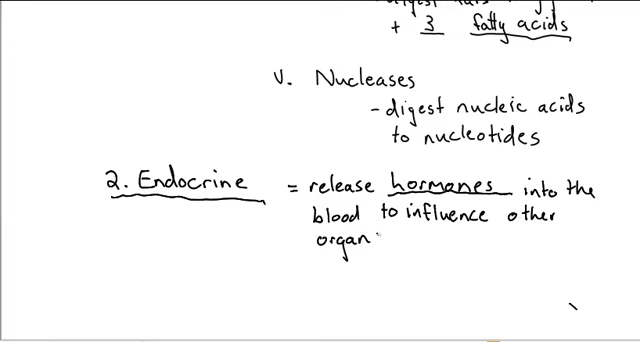 + 3 fatty acids
v. Nucleases
- digest nucleic acids
to nucleotides
2. Endocrine = release hormones into the
blood to influence other
organ